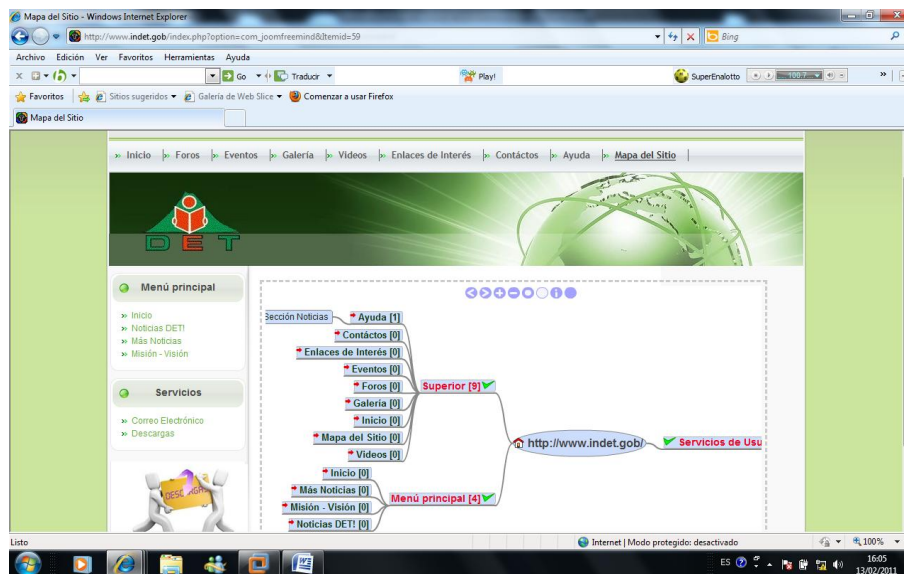 Mapa del Sitio - Windows Internet Explorer
http://www.indet.gob/index.php?option=com_joomfreemind&Itemid=59
Bing
Archivo Edición Ver Favoritos Herramientas Ayuda
Go Traducir Play! SuperEnalotto 100.7
Favoritos Sitios sugeridos Galería de Web Slice Comenzar a usar Firefox
Mapa del Sitio
Inicio Foros Eventos Galería Videos Enlaces de Interés Contáctos Ayuda Mapa del Sitio
DET
Menú principal
Inicio
Noticias DET!
Más Noticias
Misión - Visión
Servicios
Correo Electrónico
Descargas
Sección Noticias
Ayuda [1]
Contáctos [0]
Enlaces de Interés [0]
Eventos [0]
Foros [0]
Galería [0]
Inicio [0]
Mapa del Sitio [0]
Videos [0]
Superior [9]
Inicio [0]
Más Noticias [0]
Misión - Visión [0]
Noticias DET! [0]
Menú principal [4]
http://www.indet.gob/
Servicios de Usu
Listo
Internet | Modo protegido: desactivado
100%
ES
16:05
13/02/2011